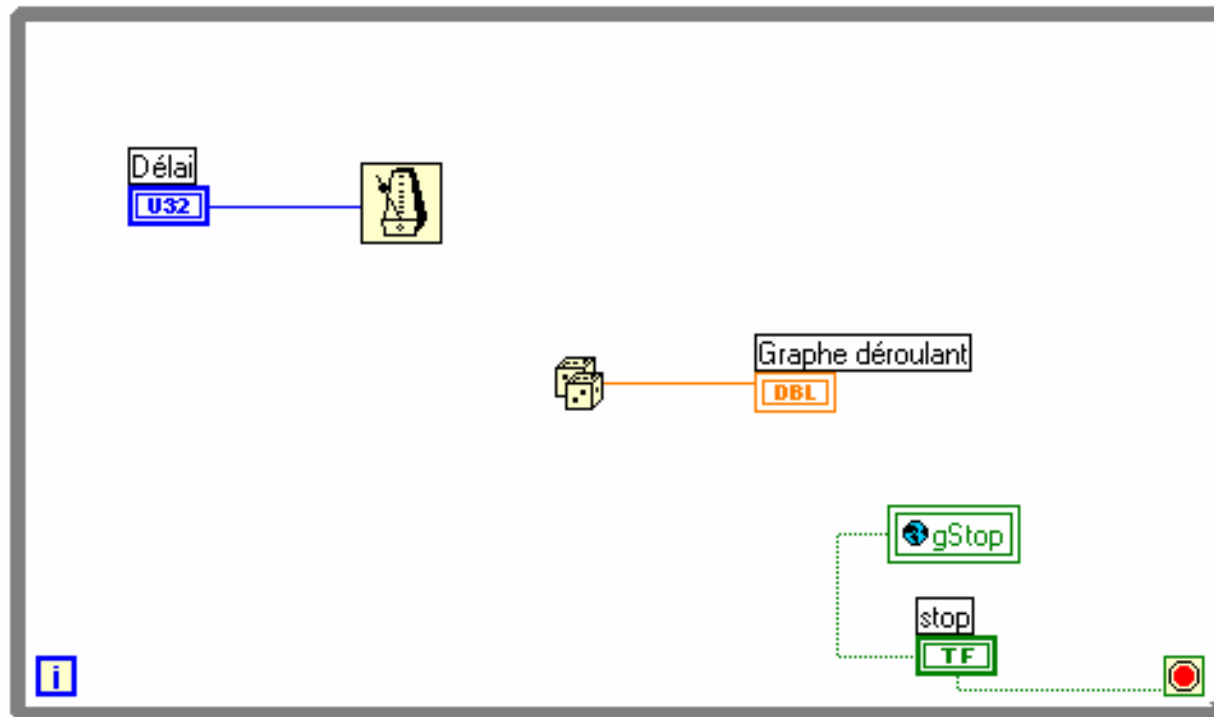 Délai
U32
Graphe déroulant
DBL
gStop
stop
TF
i